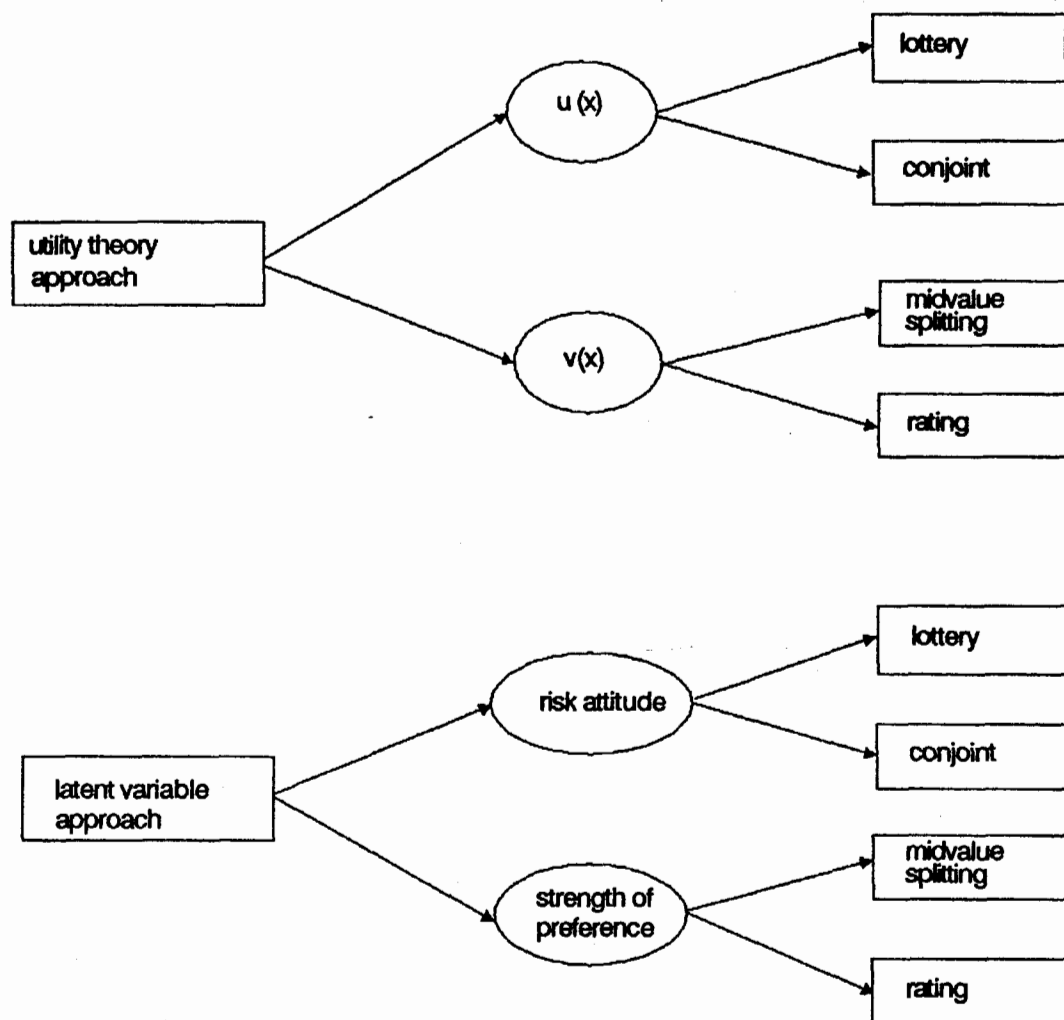 lottery
u (x)
conjoint
utility theory
approach
midvalue
splitting
v(x)
rating
lottery
risk attitude
conjoint
latent variable
approach
midvalue
splitting
strength of
preference
rating